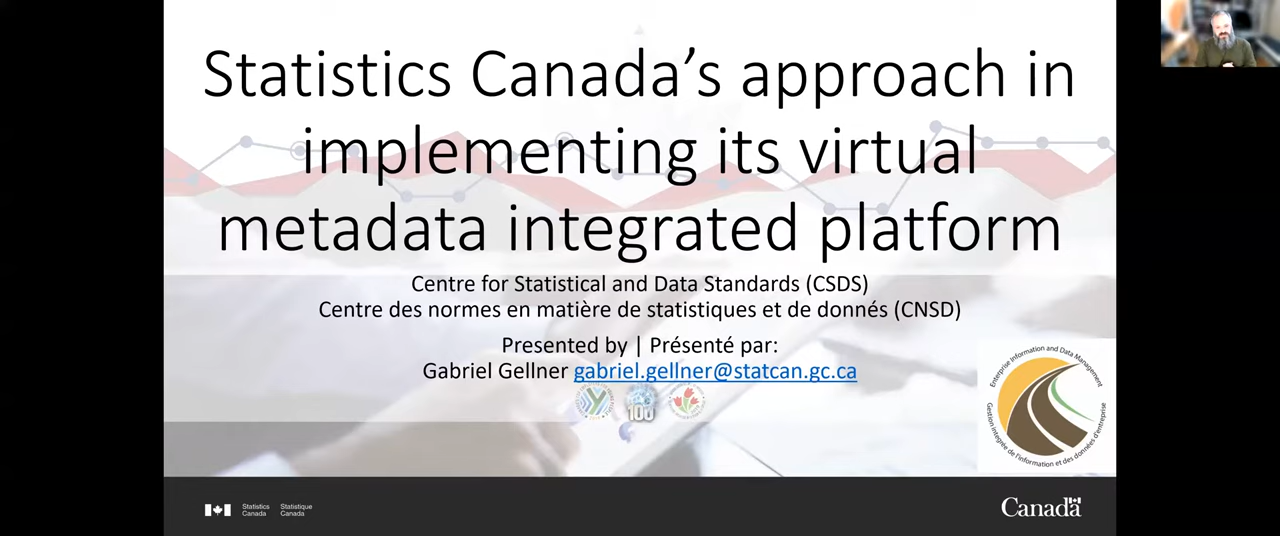 Statistics Canada's approach in
implementing its virtual
metadata integrated platform
Centre for Statistical and Data Standards (CSDS)
Centre des normes en matière de statistiques et de donnés (CNSD)
Presented by | Présenté par:
Gabriel Gellner gabriel.gellner@statcan.gc.ca
100
Enterprise Information and Data Management
Gestion intégrée de l'information et des données d'entreprise
Statistics Statistique
Canada Canada
Canada